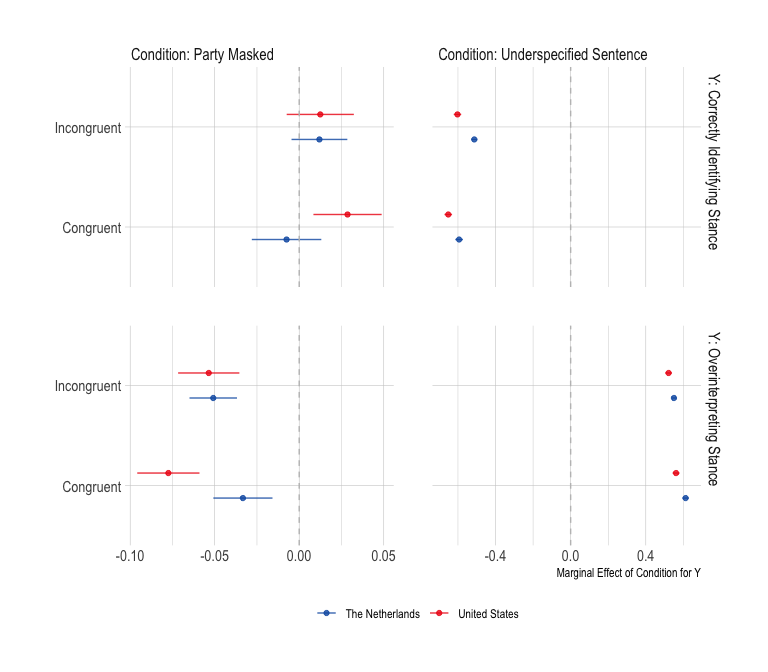 Condition: Party Masked
Condition: Underspecified Sentence
Y: Correctly Identifying Stance
Incongruent
Congruent
Y: Overinterpreting Stance
Incongruent
Congruent
-0.10 -0.05 0.00 0.05 -0.4 0.0 0.4
Marginal Effect of Condition for Y
The Netherlands United States